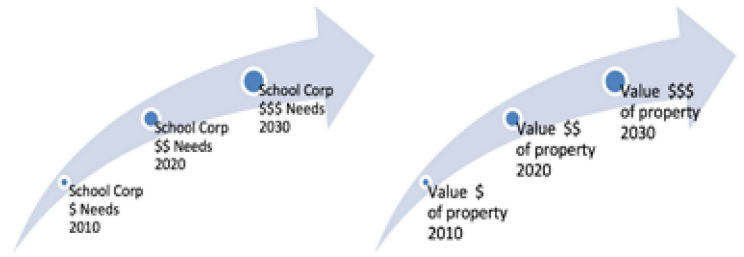 School Corp
$$$ Needs
2030
School Corp
$$ Needs
2020
School Corp
$ Needs
2010
Value $$$
of property
2030
Value $$
of property
2020
Value $
of property
2010